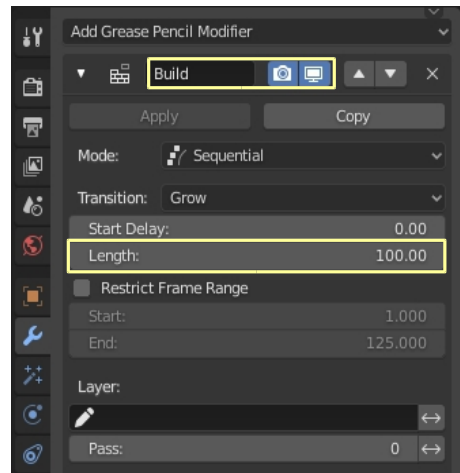 Add Grease Pencil Modifier
Build
Apply Copy
Mode: Sequential
Transition: Grow
Start Delay: 0.00
Length: 100.00
Restrict Frame Range
Start: 1.000
End: 125.000
Layer:
Pass: 0